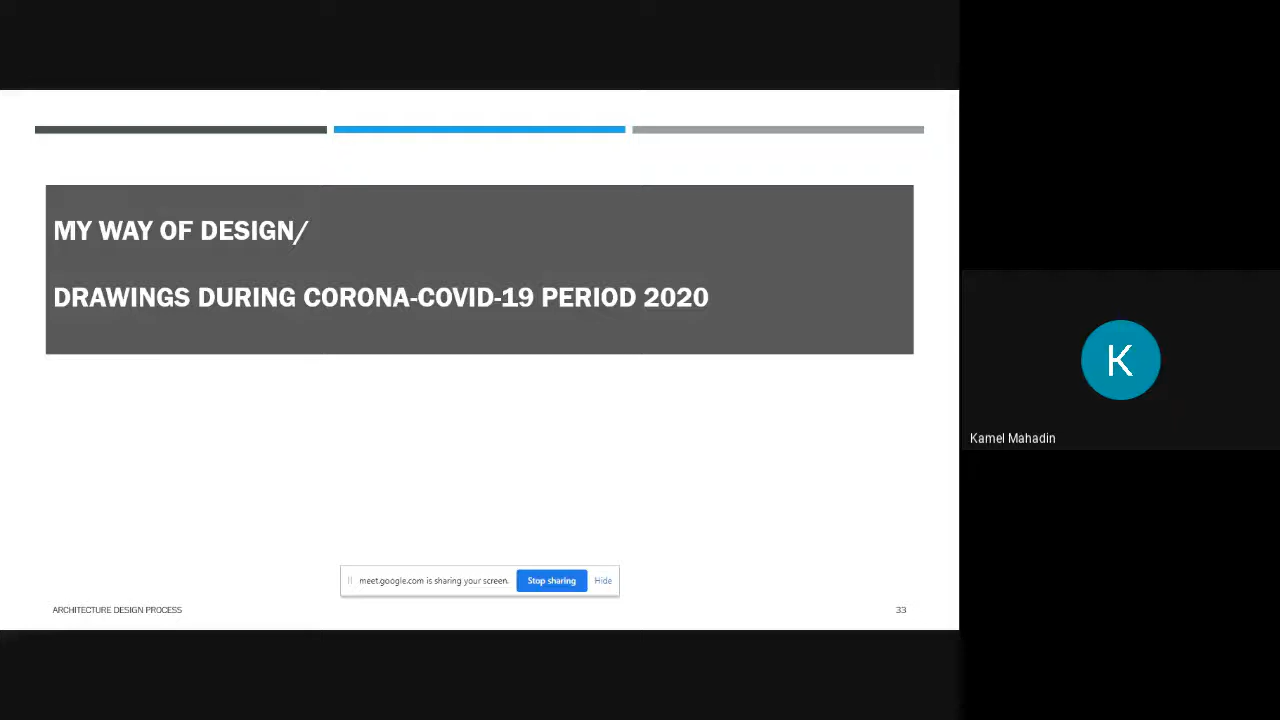 MY WAY OF DESIGN/
DRAWINGS DURING CORONA-COVID-19 PERIOD 2020
K
Kamel Mahadin
meet.google.com is sharing your screen. Stop sharing Hide
ARCHITECTURE DESIGN PROCESS 33